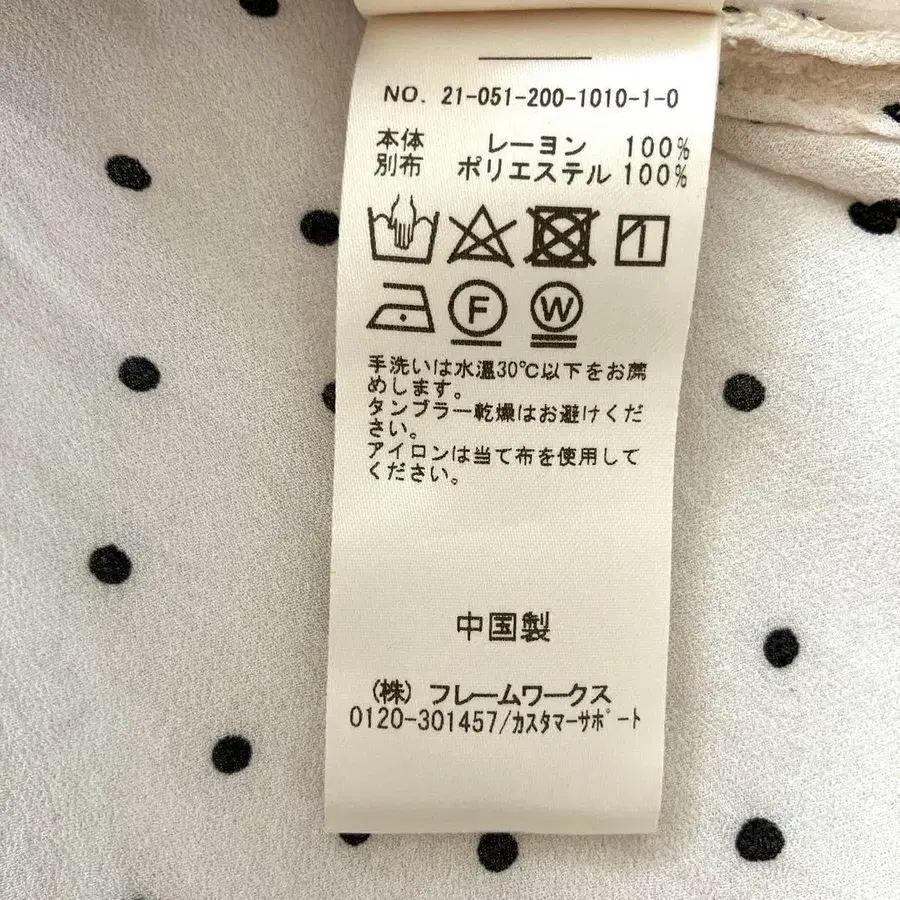 NO. 21-051-200-1010-1-0
本体 レーヨン 100%
別布 ポリエステル 100%
F W
手洗いは水温30℃以下をお薦
めします。
タンブラー乾燥はお避けくだ
さい。
アイロンは当て布を使用して
ください。
中国製
(株) フレームワークス
0120-301457/カスタマーサポート